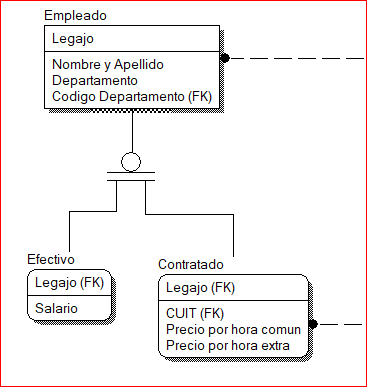 Empleado
Legajo
Nombre y Apellido
Departamento
Codigo Departamento (FK)
Efectivo
Legajo (FK)
Salario
Contratado
Legajo (FK)
CUIT (FK)
Precio por hora comun
Precio por hora extra